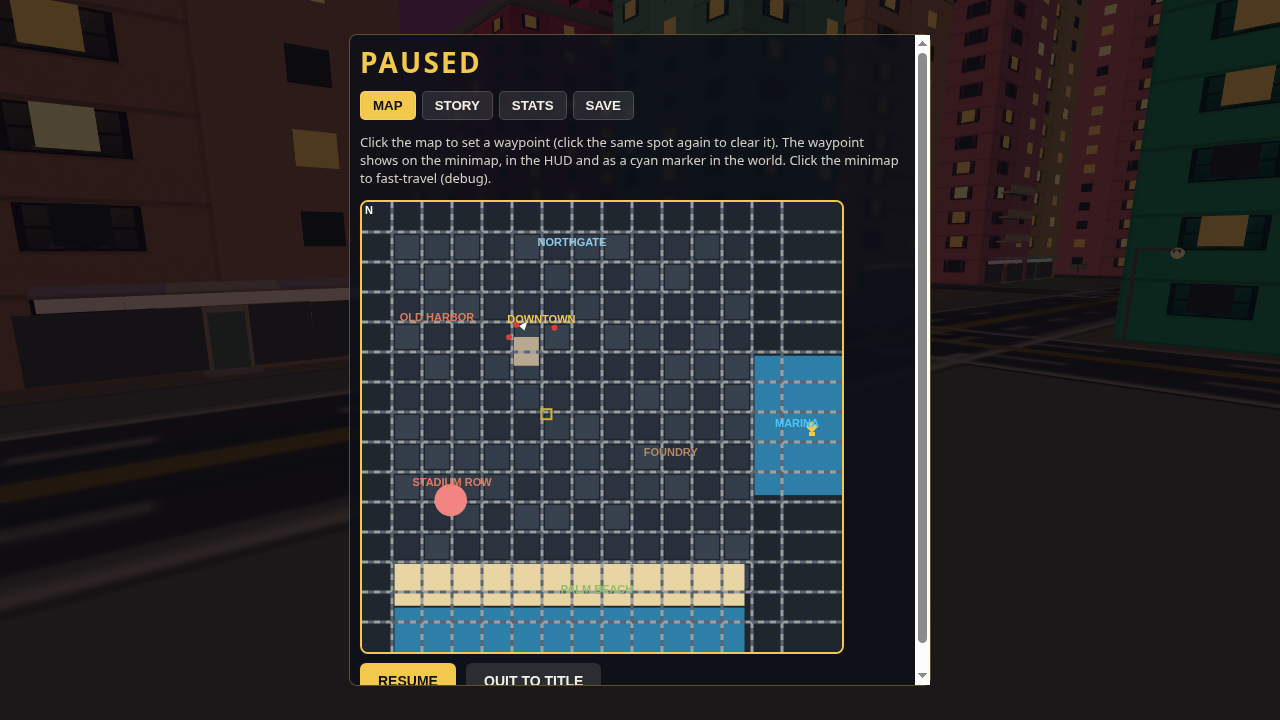 PAUSED
MAP STORY STATS SAVE
Click the map to set a waypoint (click the same spot again to clear it). The waypoint
shows on the minimap, in the HUD and as a cyan marker in the world. Click the minimap
to fast-travel (debug).
N
NORTHGATE
OLD HARBOR
DOWNTOWN
MARINA
FOUNDRY
STADIUM ROW
PALM BEACH
RESUME QUIT TO TITLE